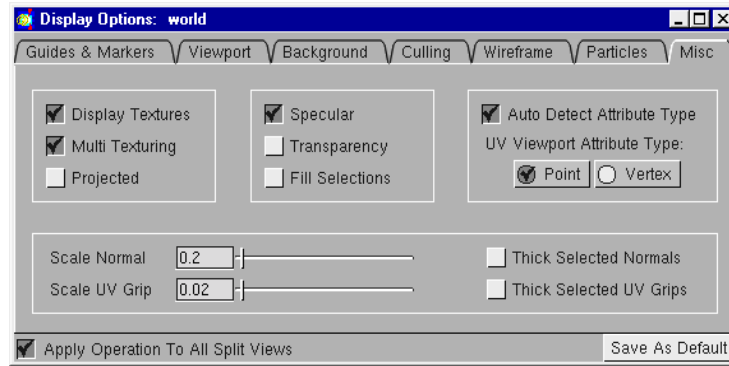 Display Options: world
Guides & Markers Viewport Background Culling Wireframe Particles Misc
Display Textures
Multi Texturing
Projected
Specular
Transparency
Fill Selections
Auto Detect Attribute Type
UV Viewport Attribute Type:
Point Vertex
Scale Normal 0.2
Scale UV Grip 0.02
Thick Selected Normals
Thick Selected UV Grips
Apply Operation To All Split Views
Save As Default